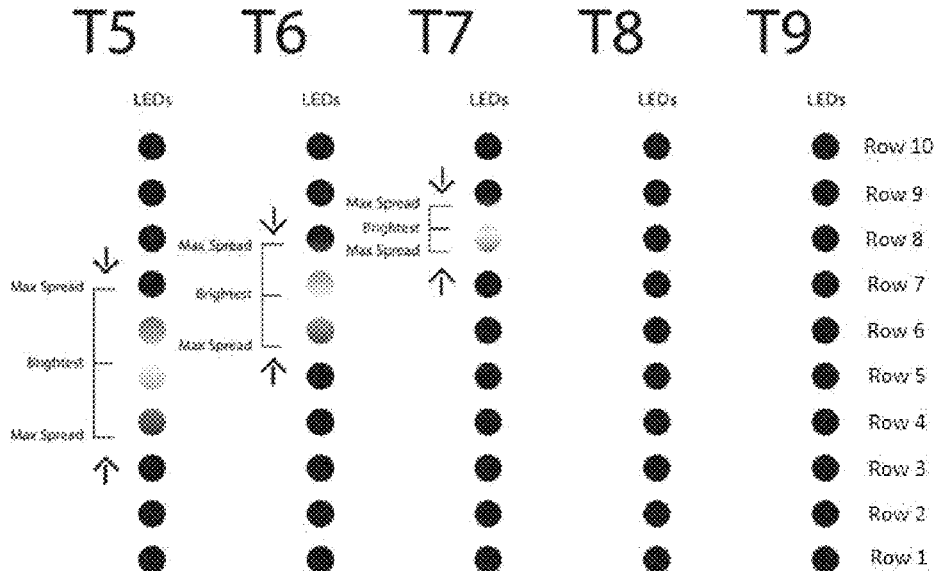 T5 T6 T7 T8 T9
LEDs LEDs LEDs LEDs LEDs
Row 10
Max Spread Row 9
Brightest
Max Spread Max Spread Row 8
Max Spread Brightest Row 7
Max Spread Row 6
Brightest Row 5
Max Spread Row 4
Row 3
Row 2
Row 1